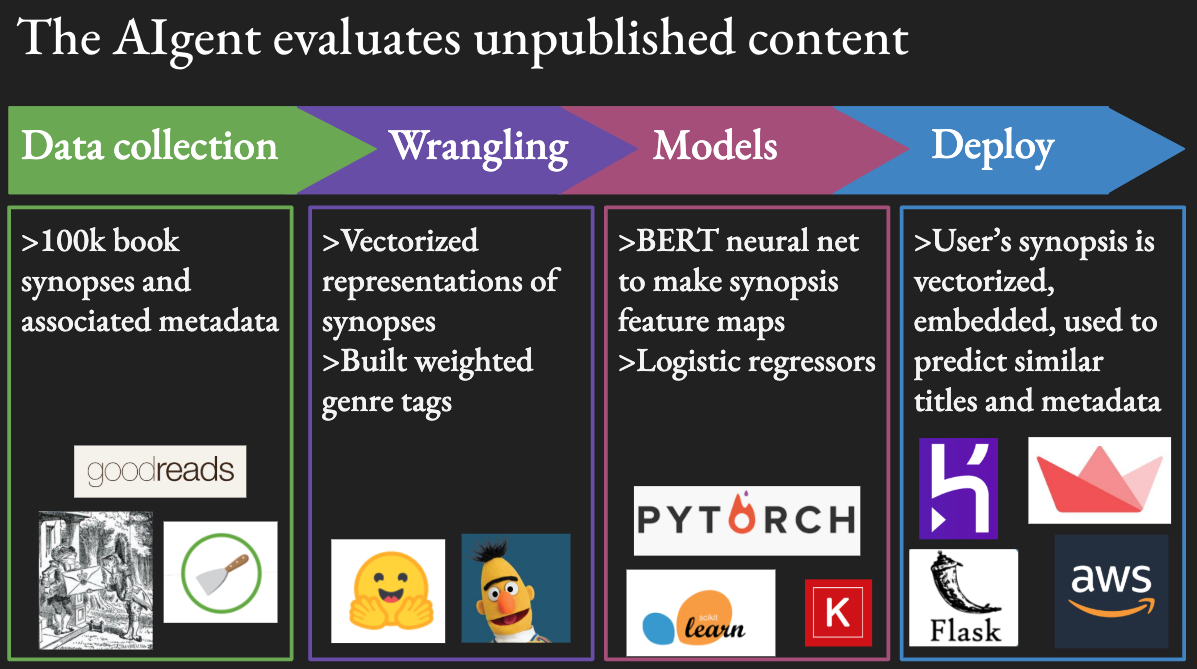 The AIgent evaluates unpublished content
Data collection
Wrangling
Models
Deploy
>100k book
synopses and
associated metadata
goodreads
>Vectorized
representations of
synopses
>Built weighted
genre tags
>BERT neural net
to make synopsis
feature maps
>Logistic regressors
PYTORCH
scikit
learn
K
>User’s synopsis is
vectorized,
embedded, used to
predict similar
titles and metadata
Flask
aws